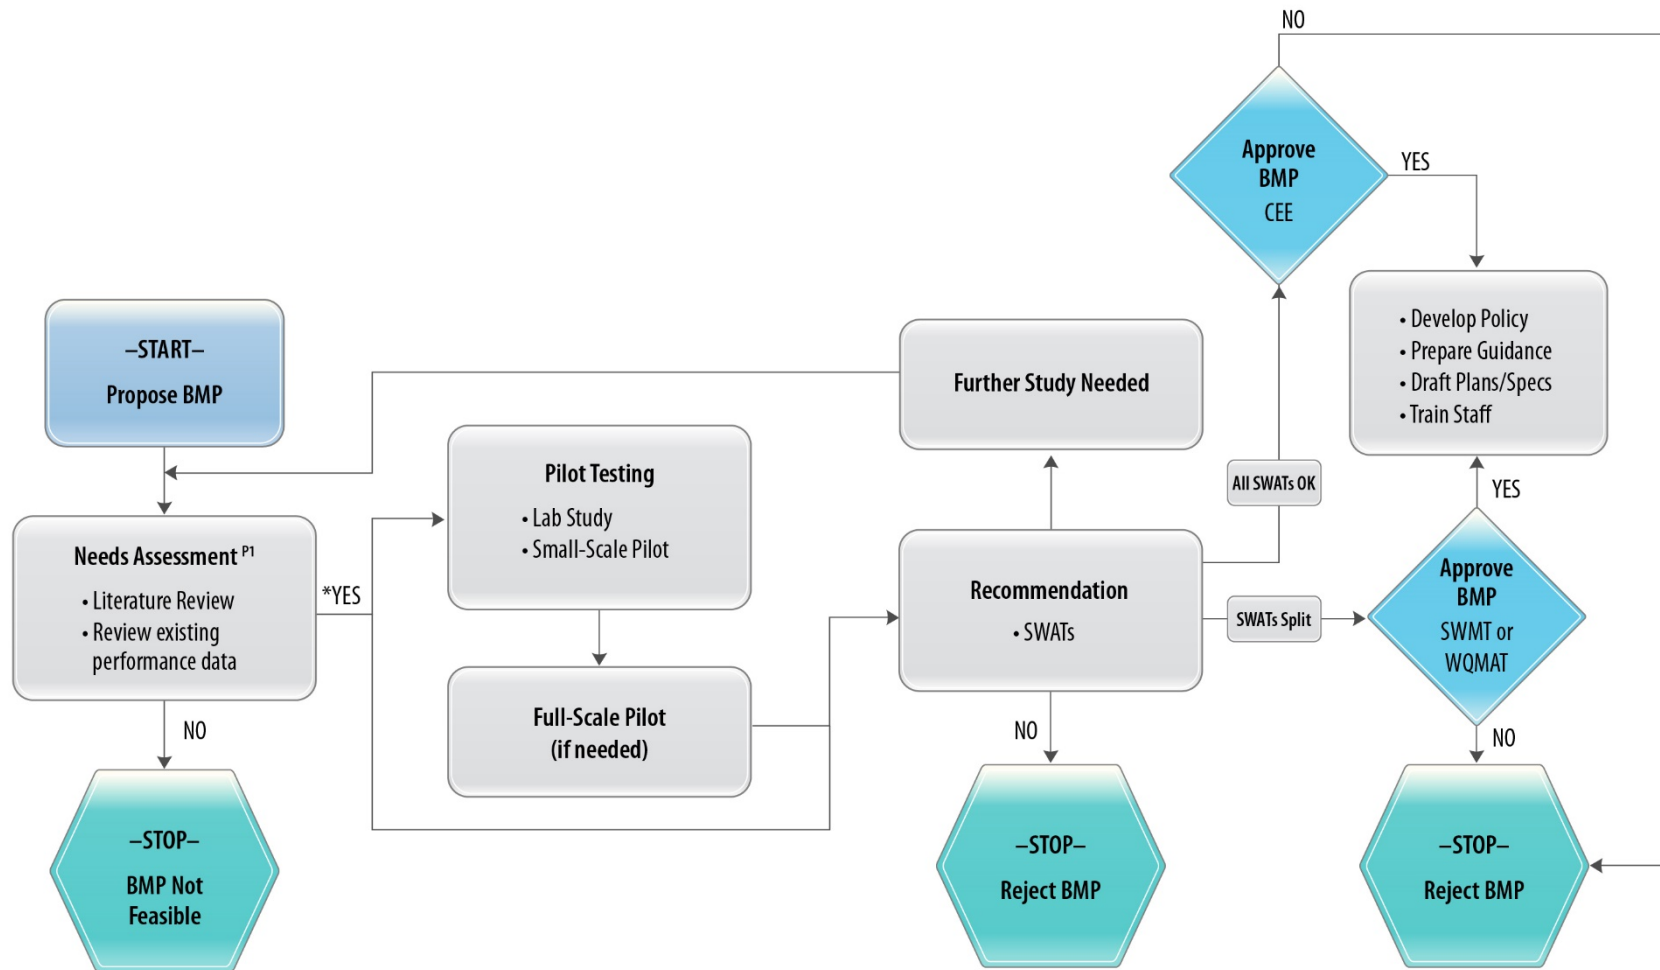 NO
Approve
BMP
CEE
YES
• Develop Policy
• Prepare Guidance
• Draft Plans/Specs
• Train Staff
–START–
Propose BMP
Further Study Needed
Pilot Testing
• Lab Study
• Small-Scale Pilot
All SWATs OK
YES
Needs Assessment P1
• Literature Review
• Review existing
performance data
*YES
Recommendation
• SWATs
SWATs Split
Approve
BMP
SWMT or
WQMAT
Full-Scale Pilot
(if needed)
NO
NO
NO
–STOP–
BMP Not
Feasible
–STOP–
Reject BMP
–STOP–
Reject BMP